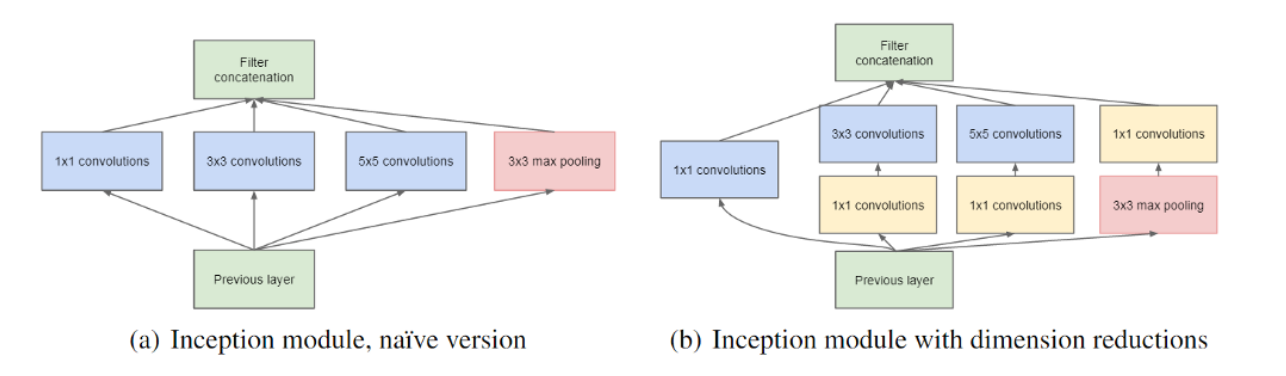 Filter
concatenation
1x1 convolutions
3x3 convolutions
5x5 convolutions
3x3 max pooling
Previous layer
(a) Inception module, naïve version
Filter
concatenation
3x3 convolutions
5x5 convolutions
1x1 convolutions
1x1 convolutions
1x1 convolutions
1x1 convolutions
3x3 max pooling
Previous layer
(b) Inception module with dimension reductions